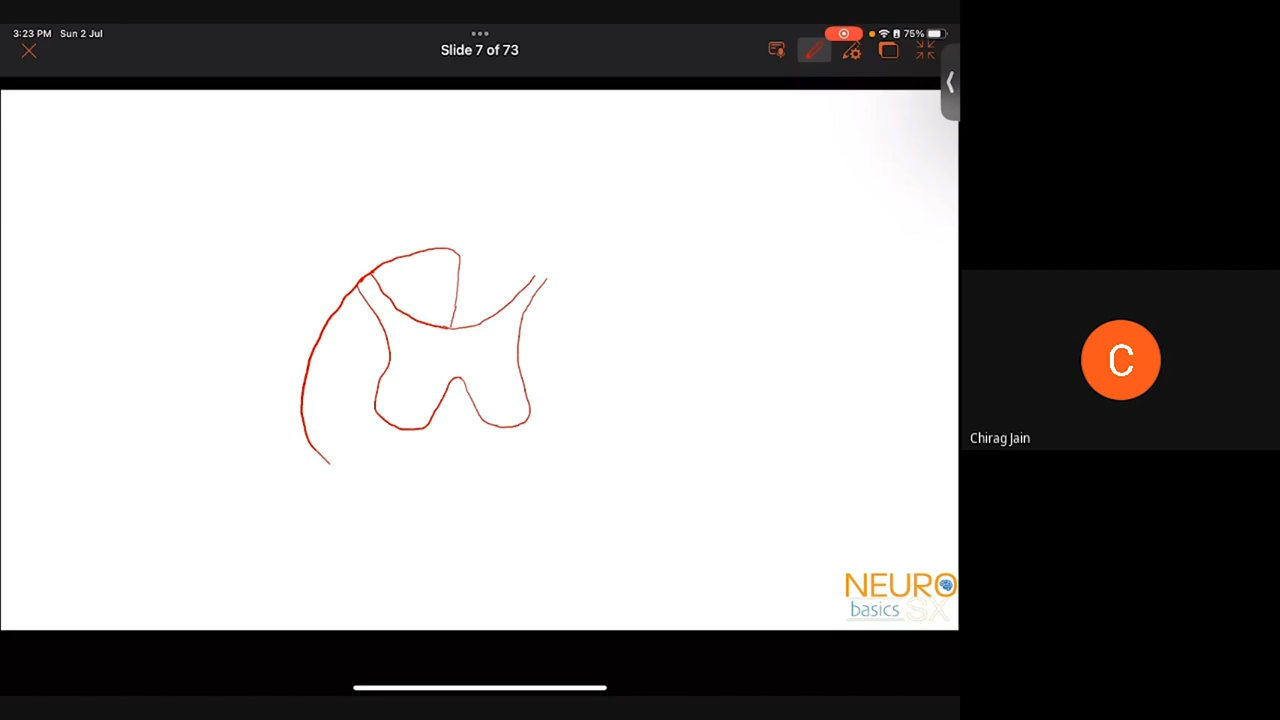 3:23 PM Sun 2 Jul
75%
Slide 7 of 73
C
Chirag Jain
NEURO
basics SX